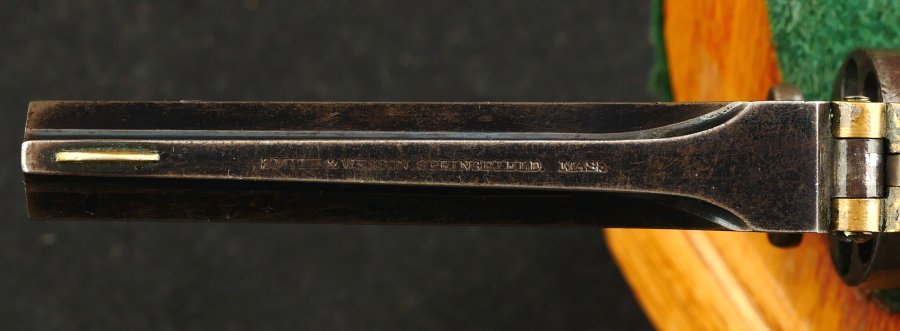 SMITH & WESSON SPRINGFIELD MASS.